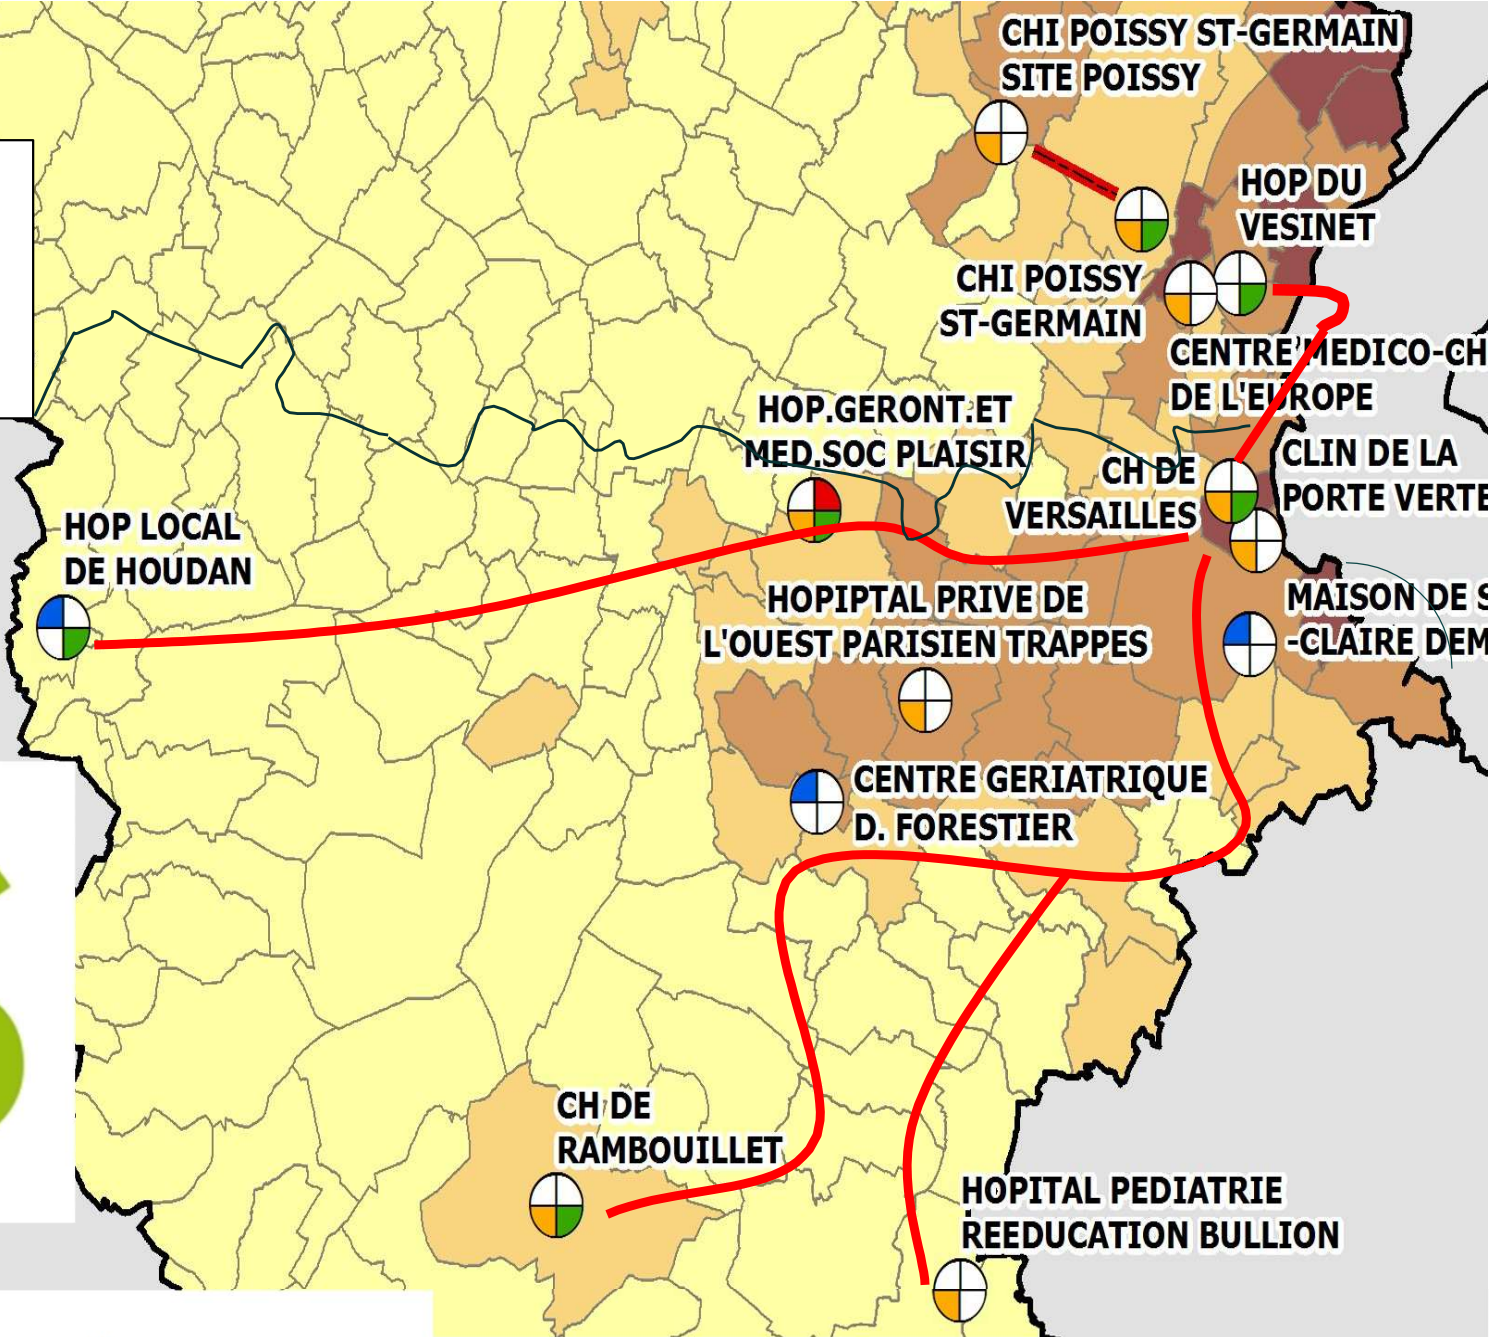 CHI POISSY ST-GERMAIN
SITE POISSY
HOP DU
VESINET
CHI POISSY
ST-GERMAIN
CENTRE MEDICO-CH
DE L'EUROPE
HOP.GERONT.ET
MED.SOC PLAISIR
CH DE
VERSAILLES
CLIN DE LA
PORTE VERTE
HOP LOCAL
DE HOUDAN
HOPIPTAL PRIVE DE
L'OUEST PARISIEN TRAPPES
MAISON DE S
-CLAIRE DEM
CENTRE GERIATRIQUE
D. FORESTIER
CH DE
RAMBOUILLET
HOPITAL PEDIATRIE
REEDUCATION BULLION